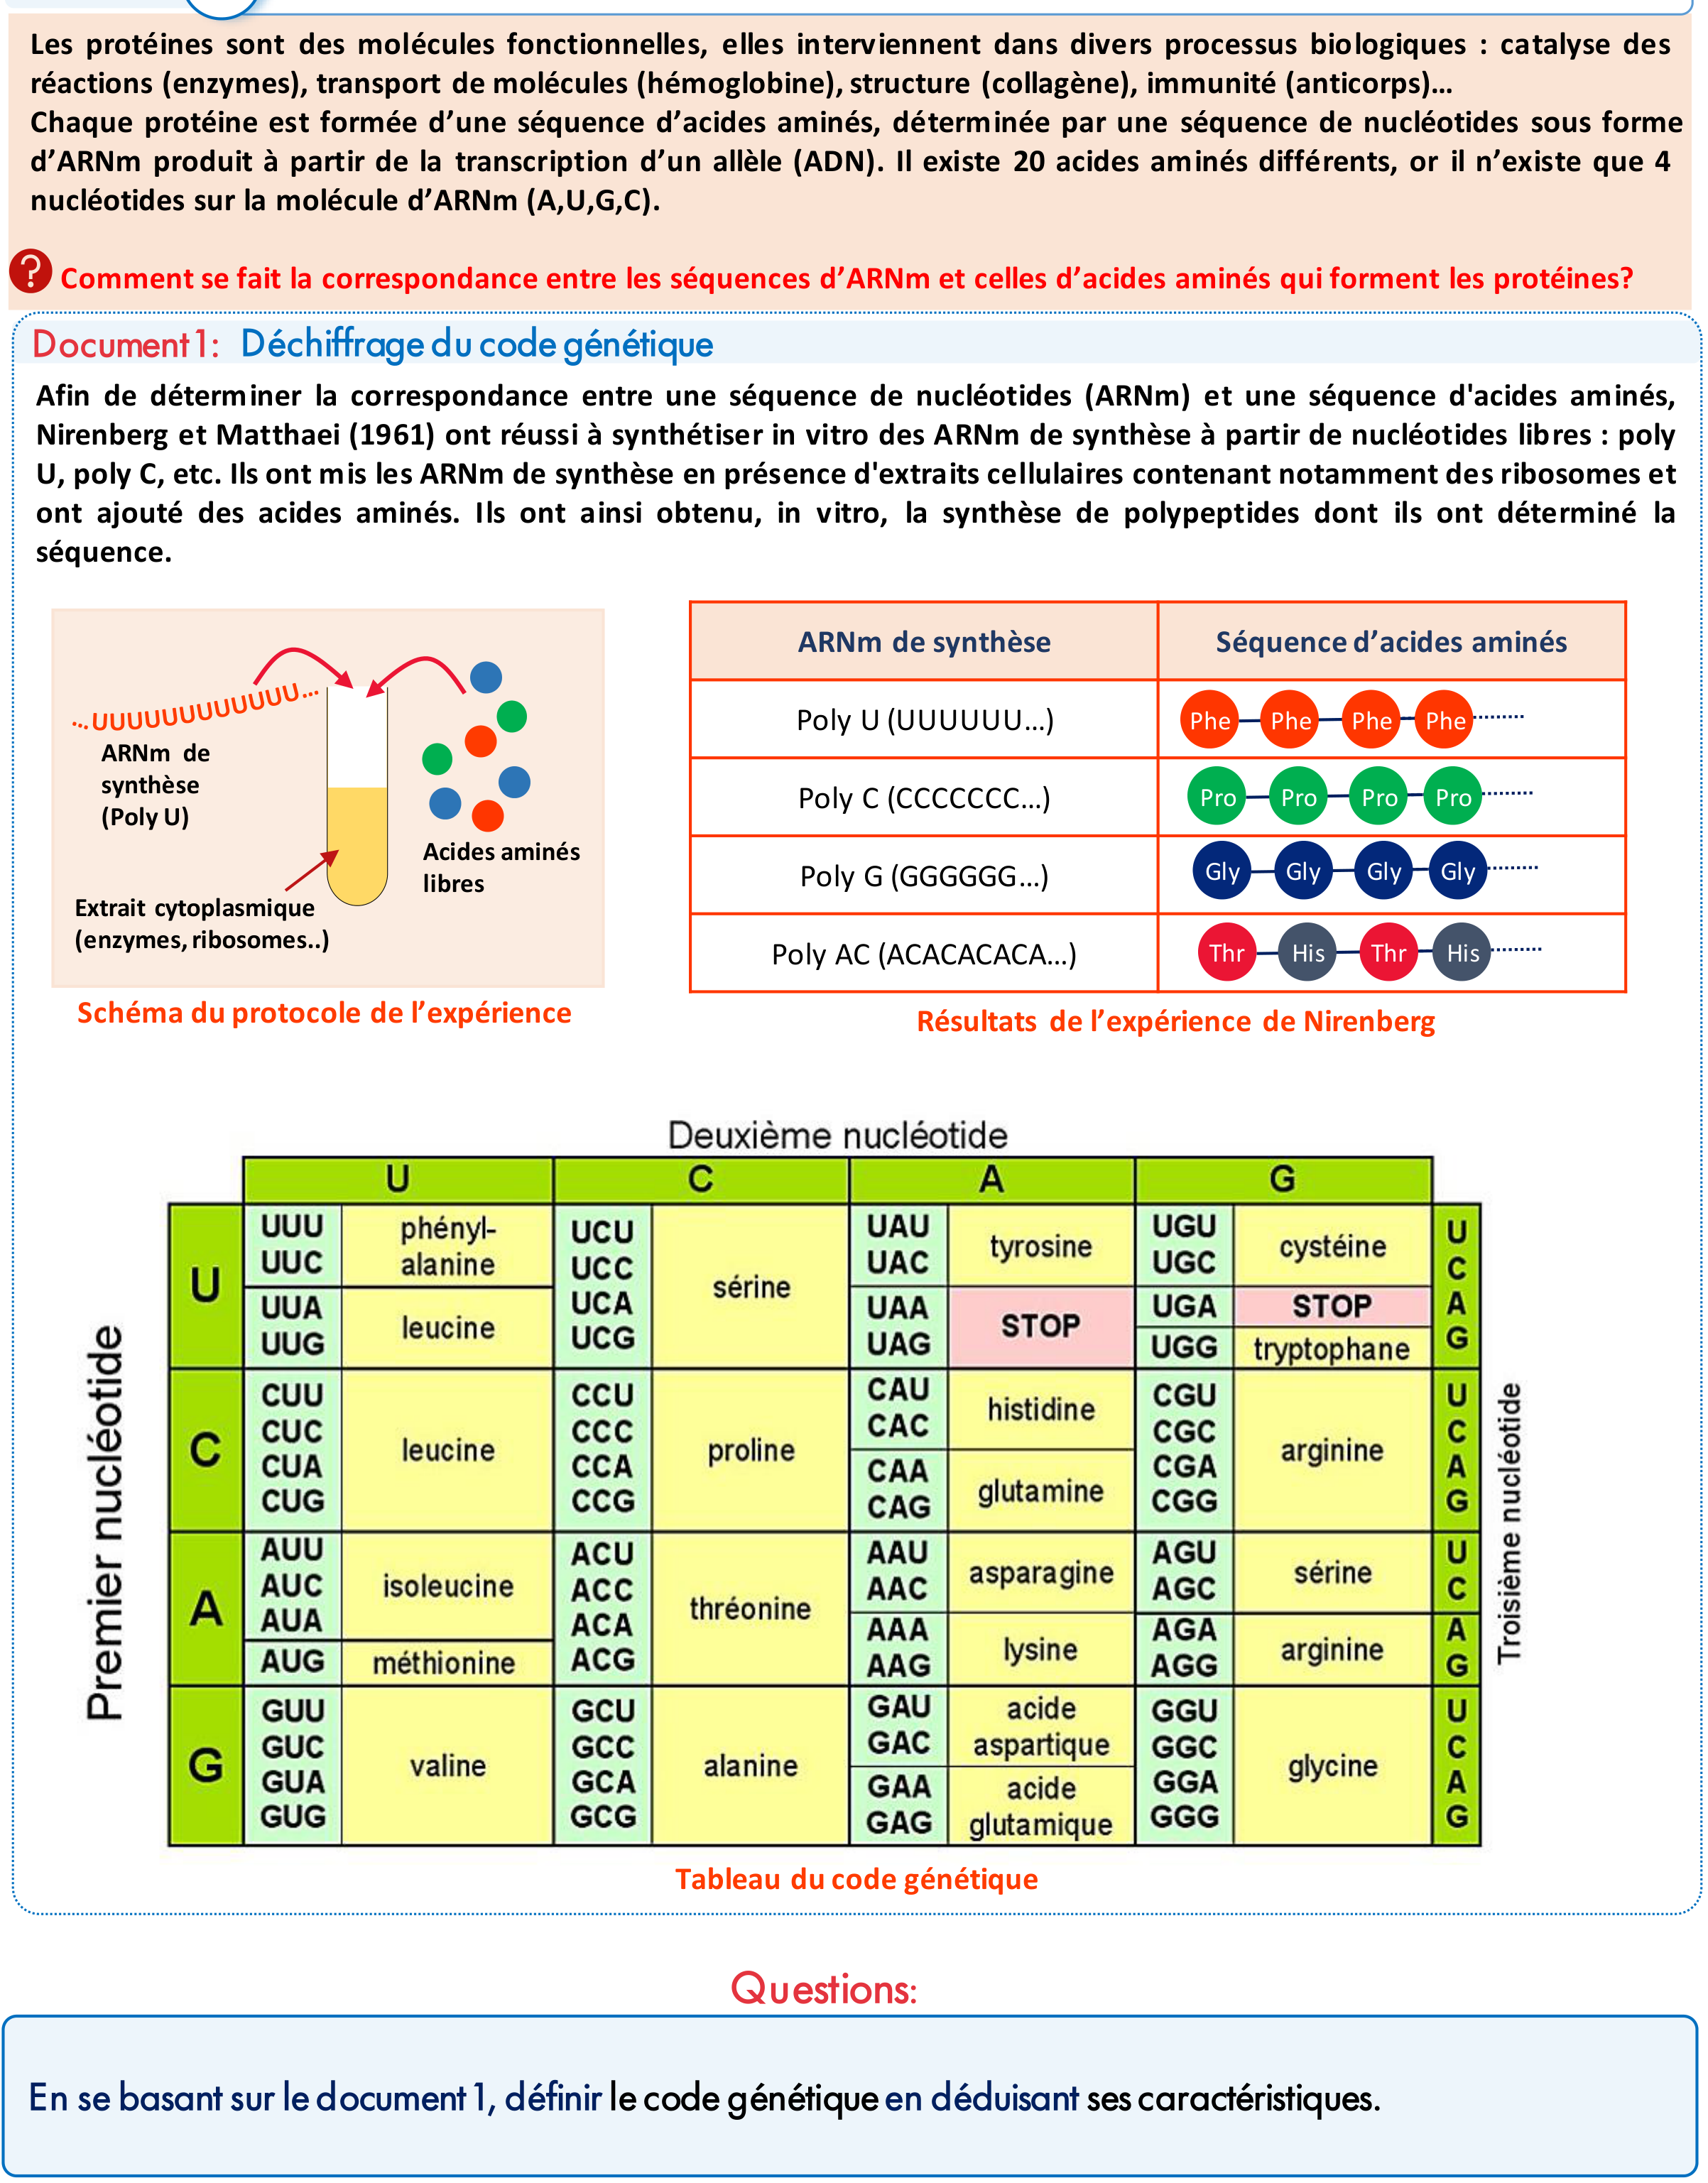 Les protéines sont des molécules fonctionnelles, elles interviennent dans divers processus biologiques : catalyse des
réactions (enzymes), transport de molécules (hémoglobine), structure (collagène), immunité (anticorps)…
Chaque protéine est formée d’une séquence d’acides aminés, déterminée par une séquence de nucléotides sous forme
d’ARNm produit à partir de la transcription d’un allèle (ADN). Il existe 20 acides aminés différents, or il n’existe que 4
nucléotides sur la molécule d’ARNm (A,U,G,C).
? Comment se fait la correspondance entre les séquences d’ARNm et celles d’acides aminés qui forment les protéines?
Document 1: Déchiffrage du code génétique
Afin de déterminer la correspondance entre une séquence de nucléotides (ARNm) et une séquence d'acides aminés,
Nirenberg et Matthaei (1961) ont réussi à synthétiser in vitro des ARNm de synthèse à partir de nucléotides libres : poly
U, poly C, etc. Ils ont mis les ARNm de synthèse en présence d'extraits cellulaires contenant notamment des ribosomes et
ont ajouté des acides aminés. Ils ont ainsi obtenu, in vitro, la synthèse de polypeptides dont ils ont déterminé la
séquence.
...UUUUUUUUUUUU...
ARNm de
synthèse
(Poly U)
Acides aminés
libres
Extrait cytoplasmique
(enzymes, ribosomes..)
Schéma du protocole de l’expérience
ARNm de synthèse Séquence d’acides aminés
Poly U (UUUUUU…) Phe Phe Phe Phe
Poly C (CCCCCCC…) Pro Pro Pro Pro
Poly G (GGGGGG…) Gly Gly Gly Gly
Poly AC (ACACACACA…) Thr His Thr His
Résultats de l’expérience de Nirenberg
Deuxième nucléotide
U C A G
Premier nucléotide
Troisième nucléotide
U
UUU UUC phényl-alanine
UUA UUG leucine
UCU UCC UCA UCG sérine
UAU UAC tyrosine
UAA UAG STOP
UGU UGC cystéine
UGA STOP
UGG tryptophane
U C A G
C
CUU CUC CUA CUG leucine
CCU CCC CCA CCG proline
CAU CAC histidine
CAA CAG glutamine
CGU CGC CGA CGG arginine
U C A G
A
AUU AUC AUA isoleucine
AUG méthionine
ACU ACC ACA ACG thréonine
AAU AAC asparagine
AAA AAG lysine
AGU AGC sérine
AGA AGG arginine
U C A G
G
GUU GUC GUA GUG valine
GCU GCC GCA GCG alanine
GAU GAC acide aspartique
GAA GAG acide glutamique
GGU GGC GGA GGG glycine
U C A G
Tableau du code génétique
Questions:
En se basant sur le document 1, définir le code génétique en déduisant ses caractéristiques.